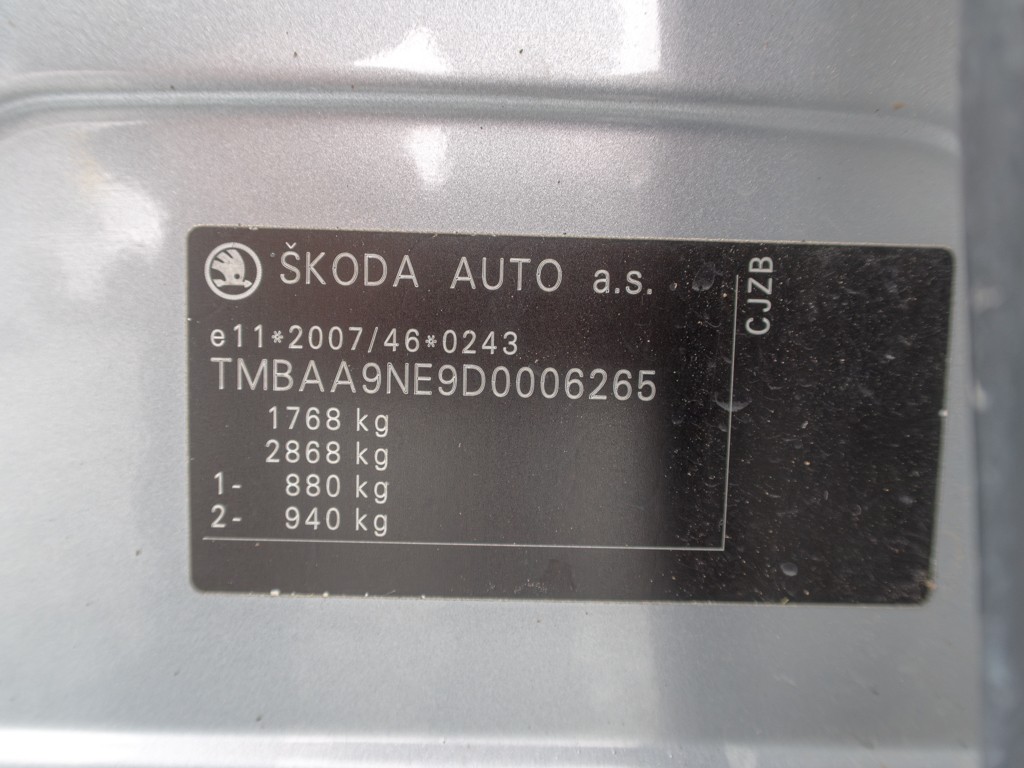 ŠKODA AUTO a.s.
e11*2007/46*0243
TMBAA9NE9D0006265
1768 kg
2868 kg
1- 880 kg
2- 940 kg
CJZB